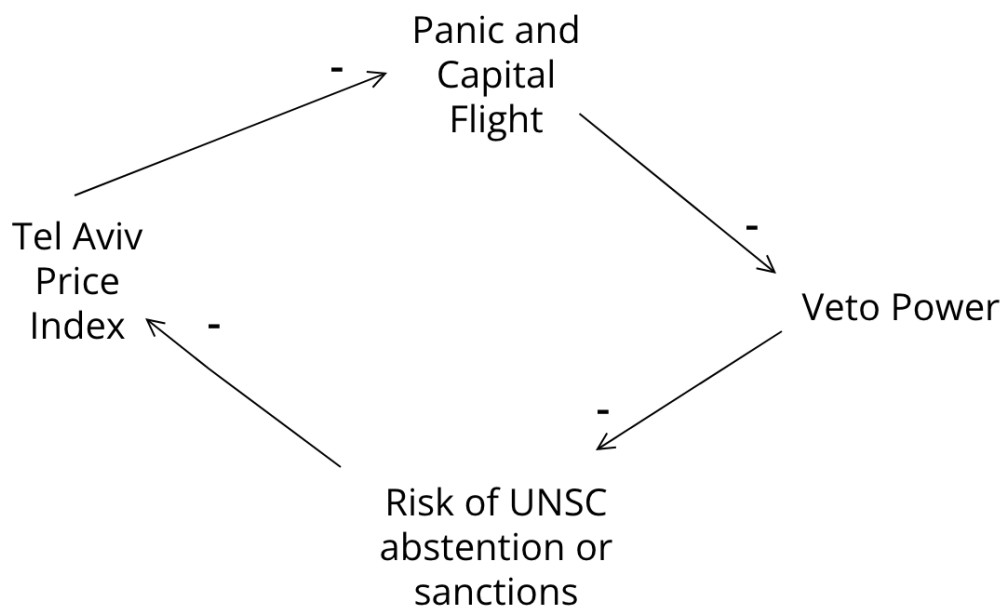 Panic and
Capital
Flight
-
-
Tel Aviv
Price
Index
Veto Power
-
-
Risk of UNSC
abstention or
sanctions